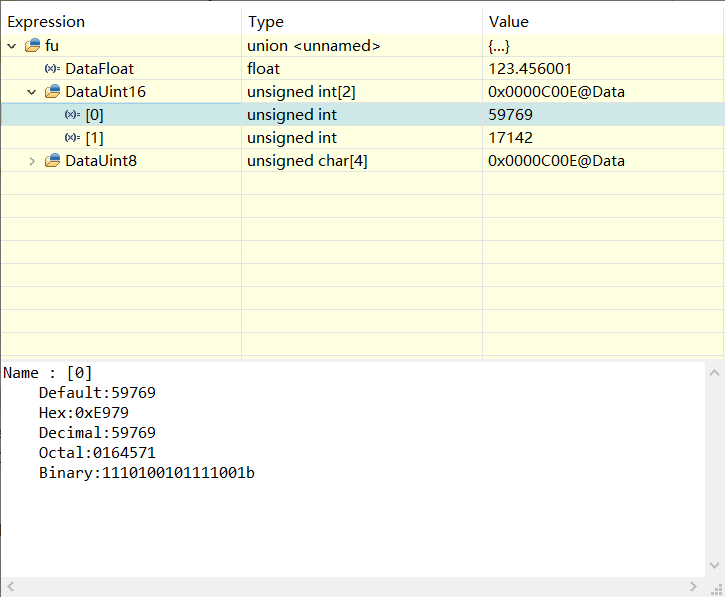 Expression Type Value
fu union <unnamed> {...}
(x)= DataFloat float 123.456001
DataUint16 unsigned int[2] 0x0000C00E@Data
(x)= [0] unsigned int 59769
(x)= [1] unsigned int 17142
DataUint8 unsigned char[4] 0x0000C00E@Data
Name : [0]
Default:59769
Hex:0xE979
Decimal:59769
Octal:0164571
Binary:1110100101111001b